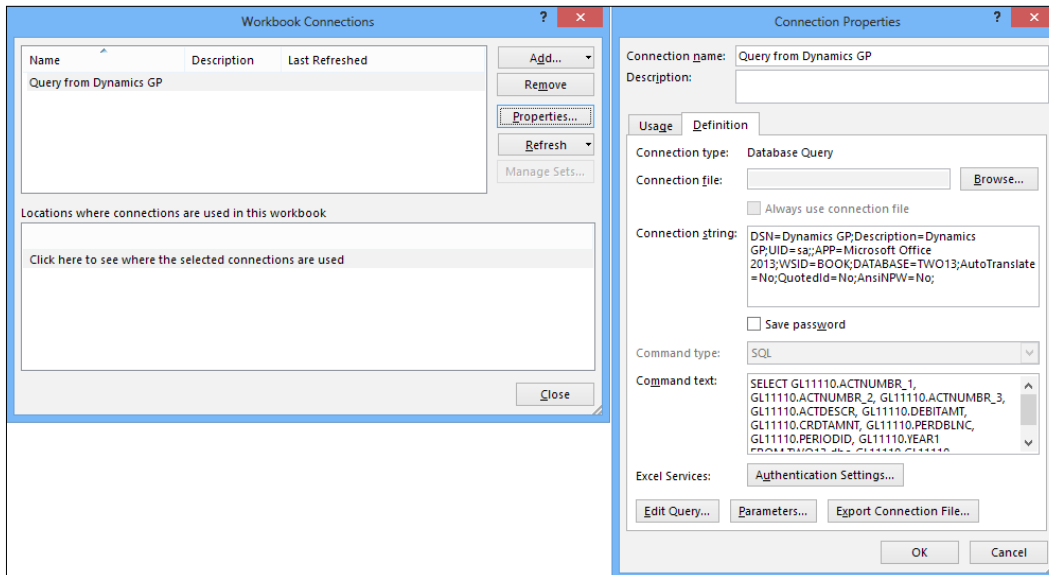 Workbook Connections
?
Name Description Last Refreshed
Query from Dynamics GP
Add...
Remove
Properties...
Refresh
Manage Sets...
Locations where connections are used in this workbook
Click here to see where the selected connections are used
Close
Connection Properties
?
Connection name: Query from Dynamics GP
Description:
Usage Definition
Connection type: Database Query
Connection file: Browse...
Always use connection file
Connection string: DSN=Dynamics GP;Description=Dynamics
GP;UID=sa;;APP=Microsoft Office
2013;WSID=BOOK;DATABASE=TWO13;AutoTranslate
=No;QuotedId=No;AnsiNPW=No;
Save password
Command type: SQL
Command text: SELECT GL11110.ACTNUMBR_1,
GL11110.ACTNUMBR_2, GL11110.ACTNUMBR_3,
GL11110.ACTDESCR, GL11110.DEBITAMT,
GL11110.CRDTAMNT, GL11110.PERDBLNC,
GL11110.PERIODID, GL11110.YEAR1
FROM TWO13.dbo.GL11110 GL11110
Excel Services: Authentication Settings...
Edit Query... Parameters... Export Connection File...
OK Cancel